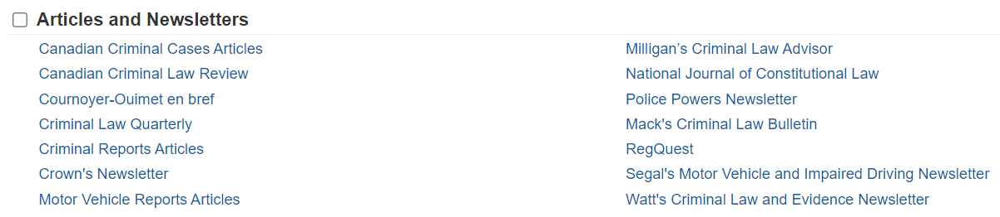 Articles and Newsletters
Canadian Criminal Cases Articles
Canadian Criminal Law Review
Cournoyer-Ouimet en bref
Criminal Law Quarterly
Criminal Reports Articles
Crown's Newsletter
Motor Vehicle Reports Articles
Milligan’s Criminal Law Advisor
National Journal of Constitutional Law
Police Powers Newsletter
Mack's Criminal Law Bulletin
RegQuest
Segal's Motor Vehicle and Impaired Driving Newsletter
Watt's Criminal Law and Evidence Newsletter